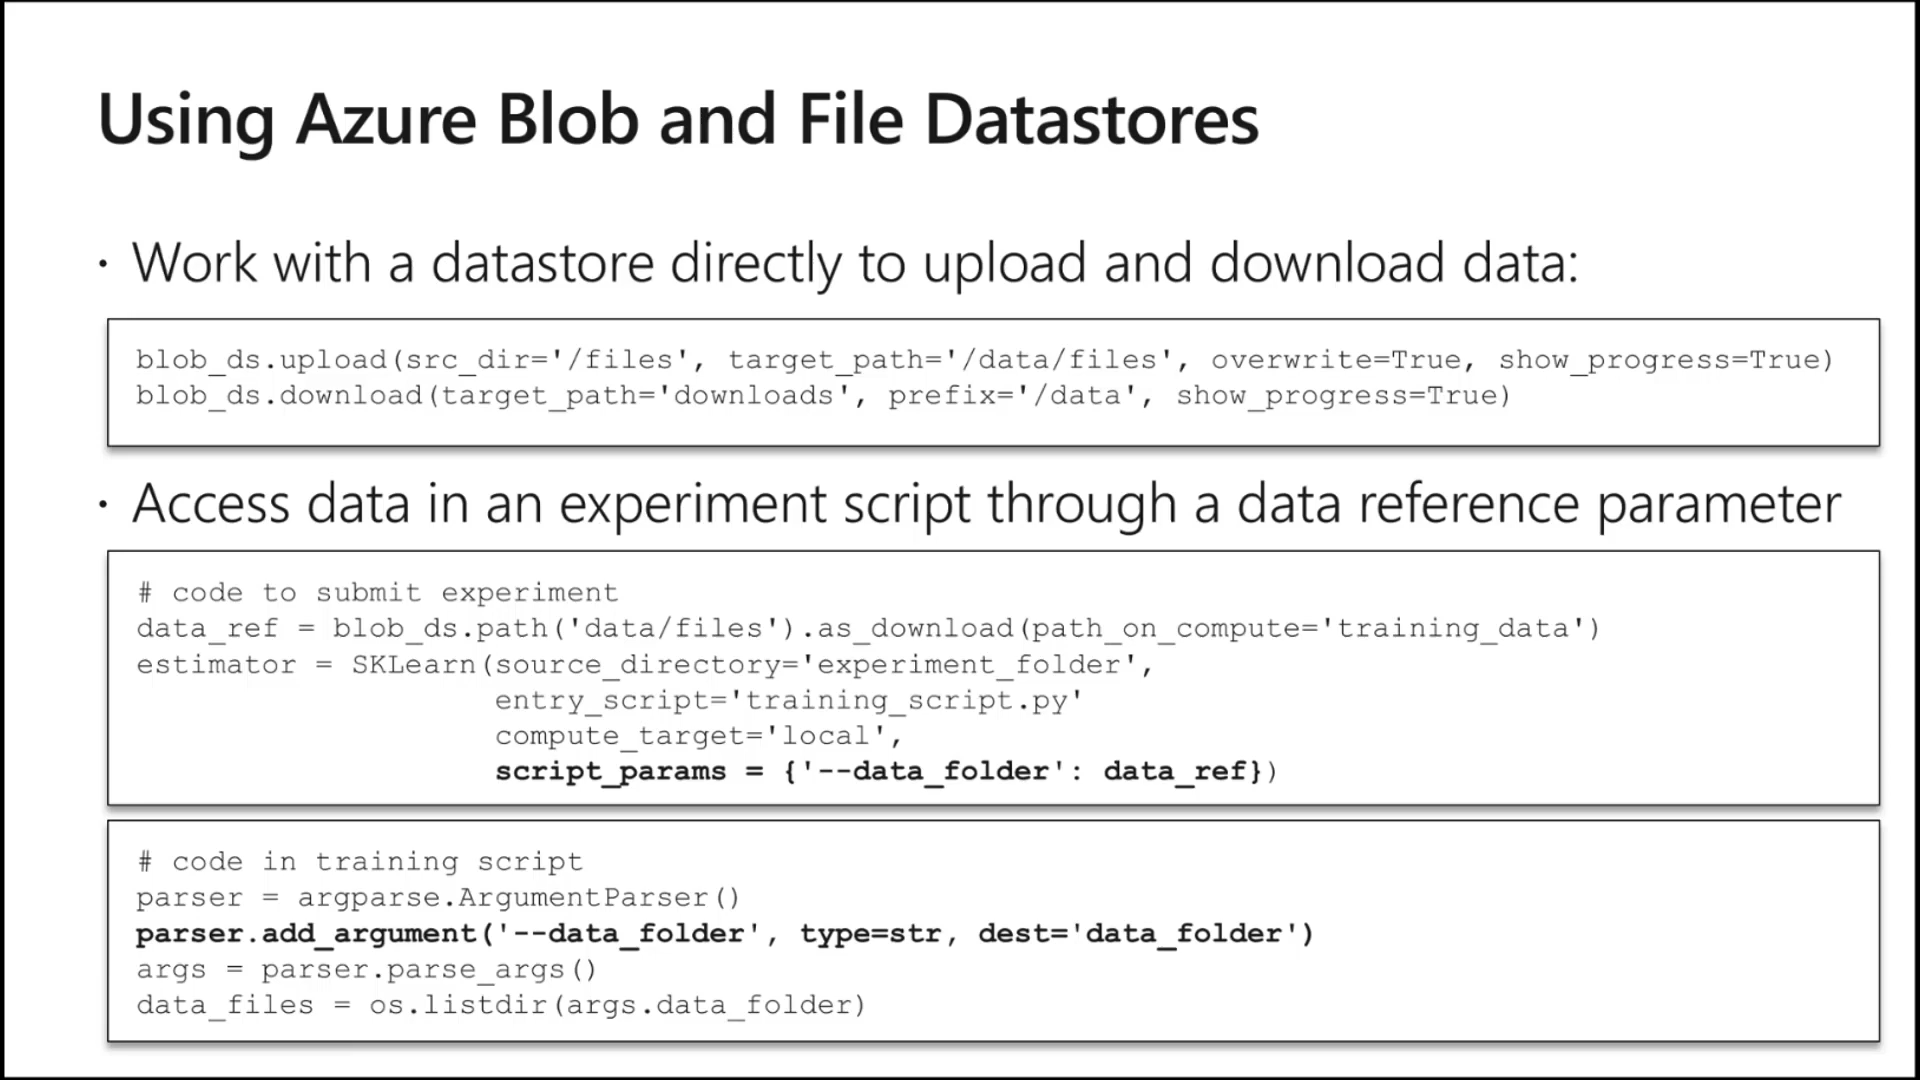 Using Azure Blob and File Datastores
· Work with a datastore directly to upload and download data:
blob_ds.upload(src_dir='/files', target_path='/data/files', overwrite=True, show_progress=True)
blob_ds.download(target_path='downloads', prefix='/data', show_progress=True)
· Access data in an experiment script through a data reference parameter
# code to submit experiment
data_ref = blob_ds.path('data/files').as_download(path_on_compute='training_data')
estimator = SKLearn(source_directory='experiment_folder',
entry_script='training_script.py'
compute_target='local',
script_params = {'--data_folder': data_ref})
# code in training script
parser = argparse.ArgumentParser()
parser.add_argument('--data_folder', type=str, dest='data_folder')
args = parser.parse_args()
data_files = os.listdir(args.data_folder)